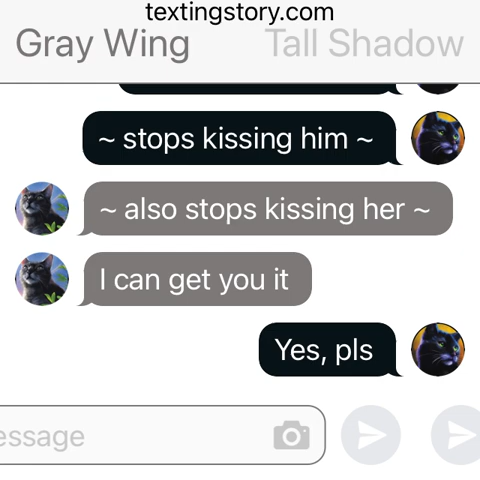 textingstory.com
Gray Wing
Tall Shadow
~ stops kissing him ~
~ also stops kissing her ~
I can get you it
Yes, pls
essage